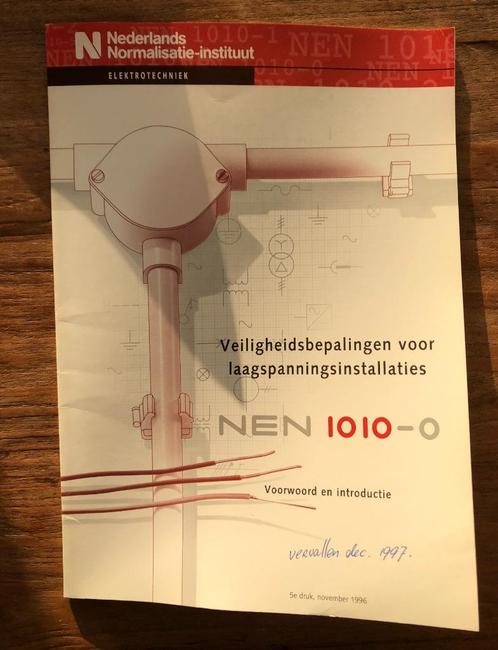 Nederlands
Normalisatie-instituut
ELEKTROTECHNIEK
1010-1
NEN 101
1010-0
NEN
NEN
Veiligheidsbepalingen voor
laagspanningsinstallaties
NEN 1010-0
Voorwoord en introductie
vervallen dec. 1997.
5e druk, november 1996